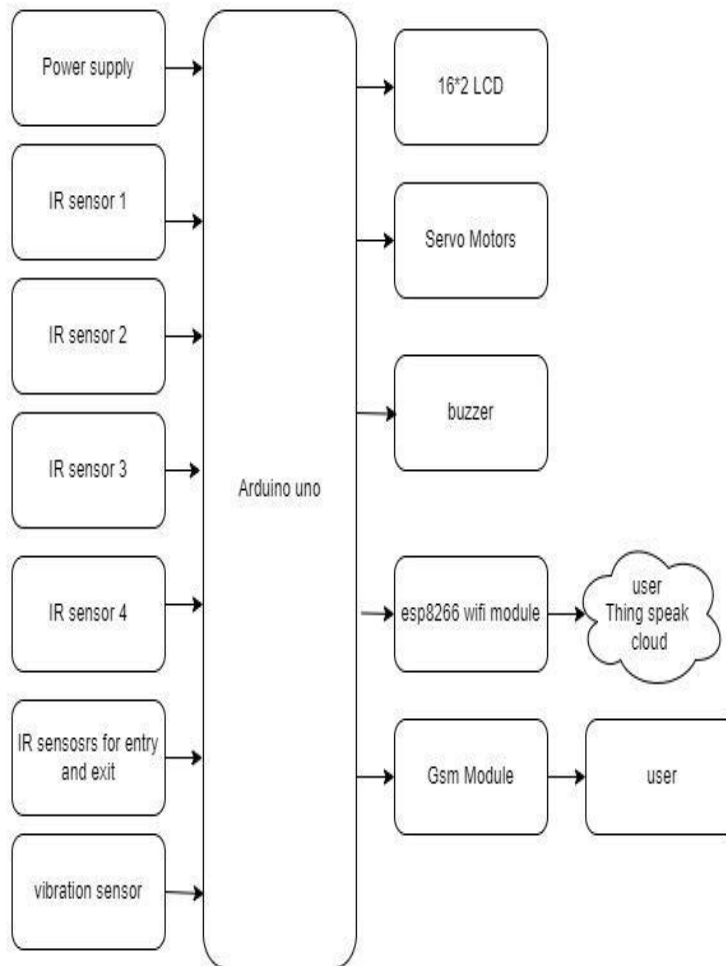 Power supply
IR sensor 1
IR sensor 2
IR sensor 3
IR sensor 4
IR sensosrs for entry
and exit
vibration sensor
Arduino uno
16*2 LCD
Servo Motors
buzzer
esp8266 wifi module
user
Thing speak
cloud
Gsm Module
user